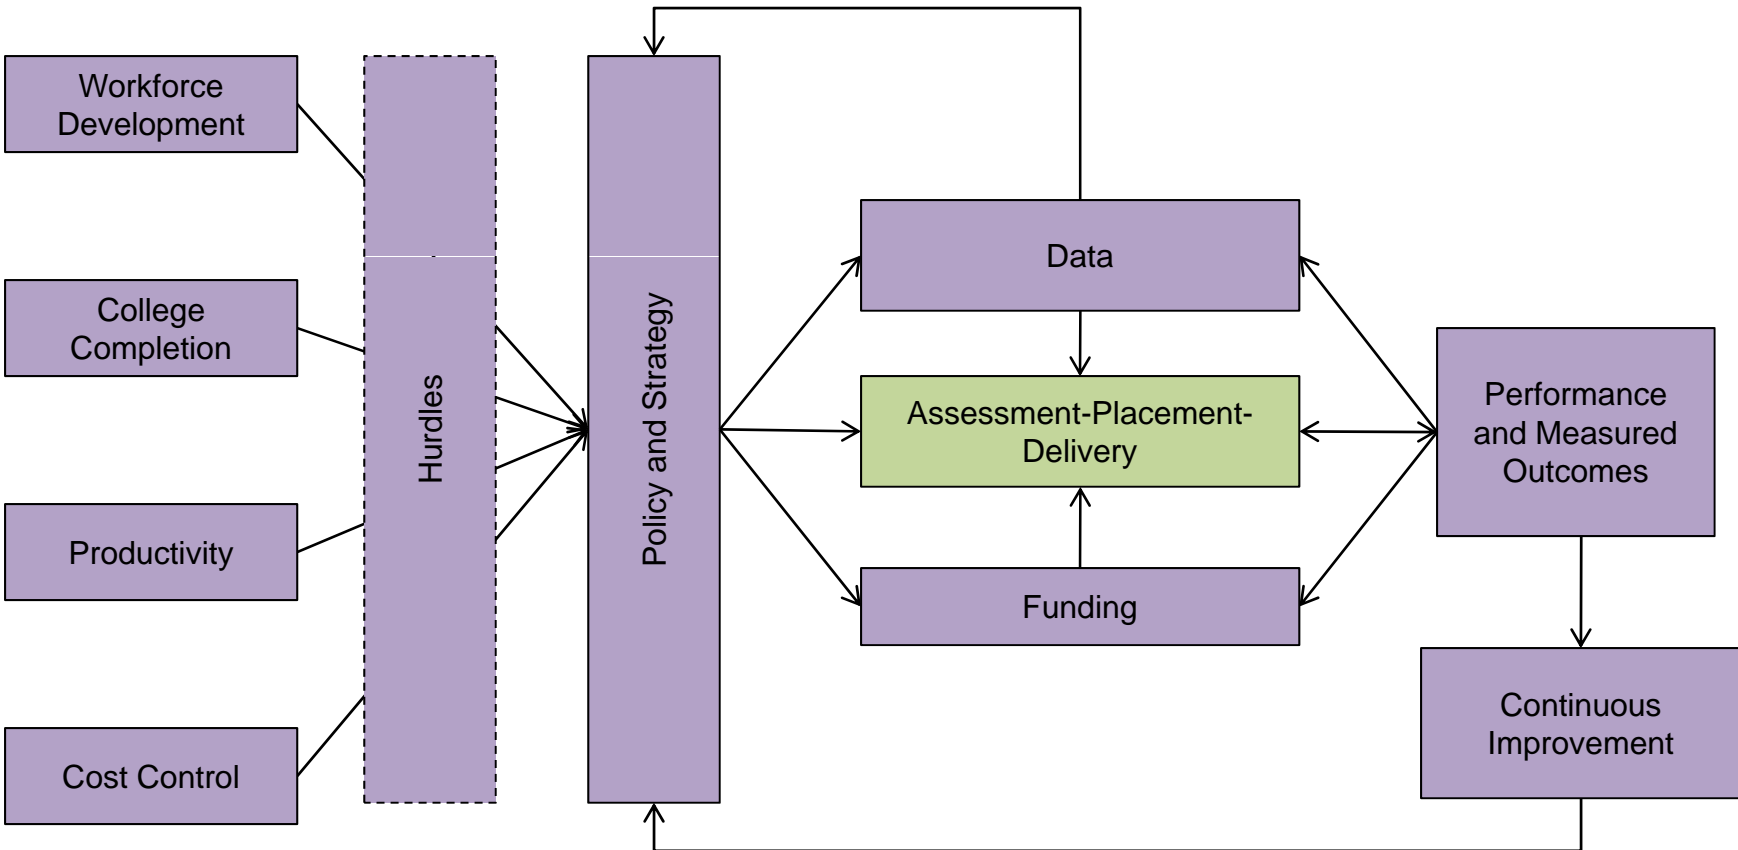 Workforce
Development
College
Completion
Productivity
Cost Control
Hurdles
Policy and Strategy
Data
Assessment-Placement-
Delivery
Funding
Performance
and Measured
Outcomes
Continuous
Improvement